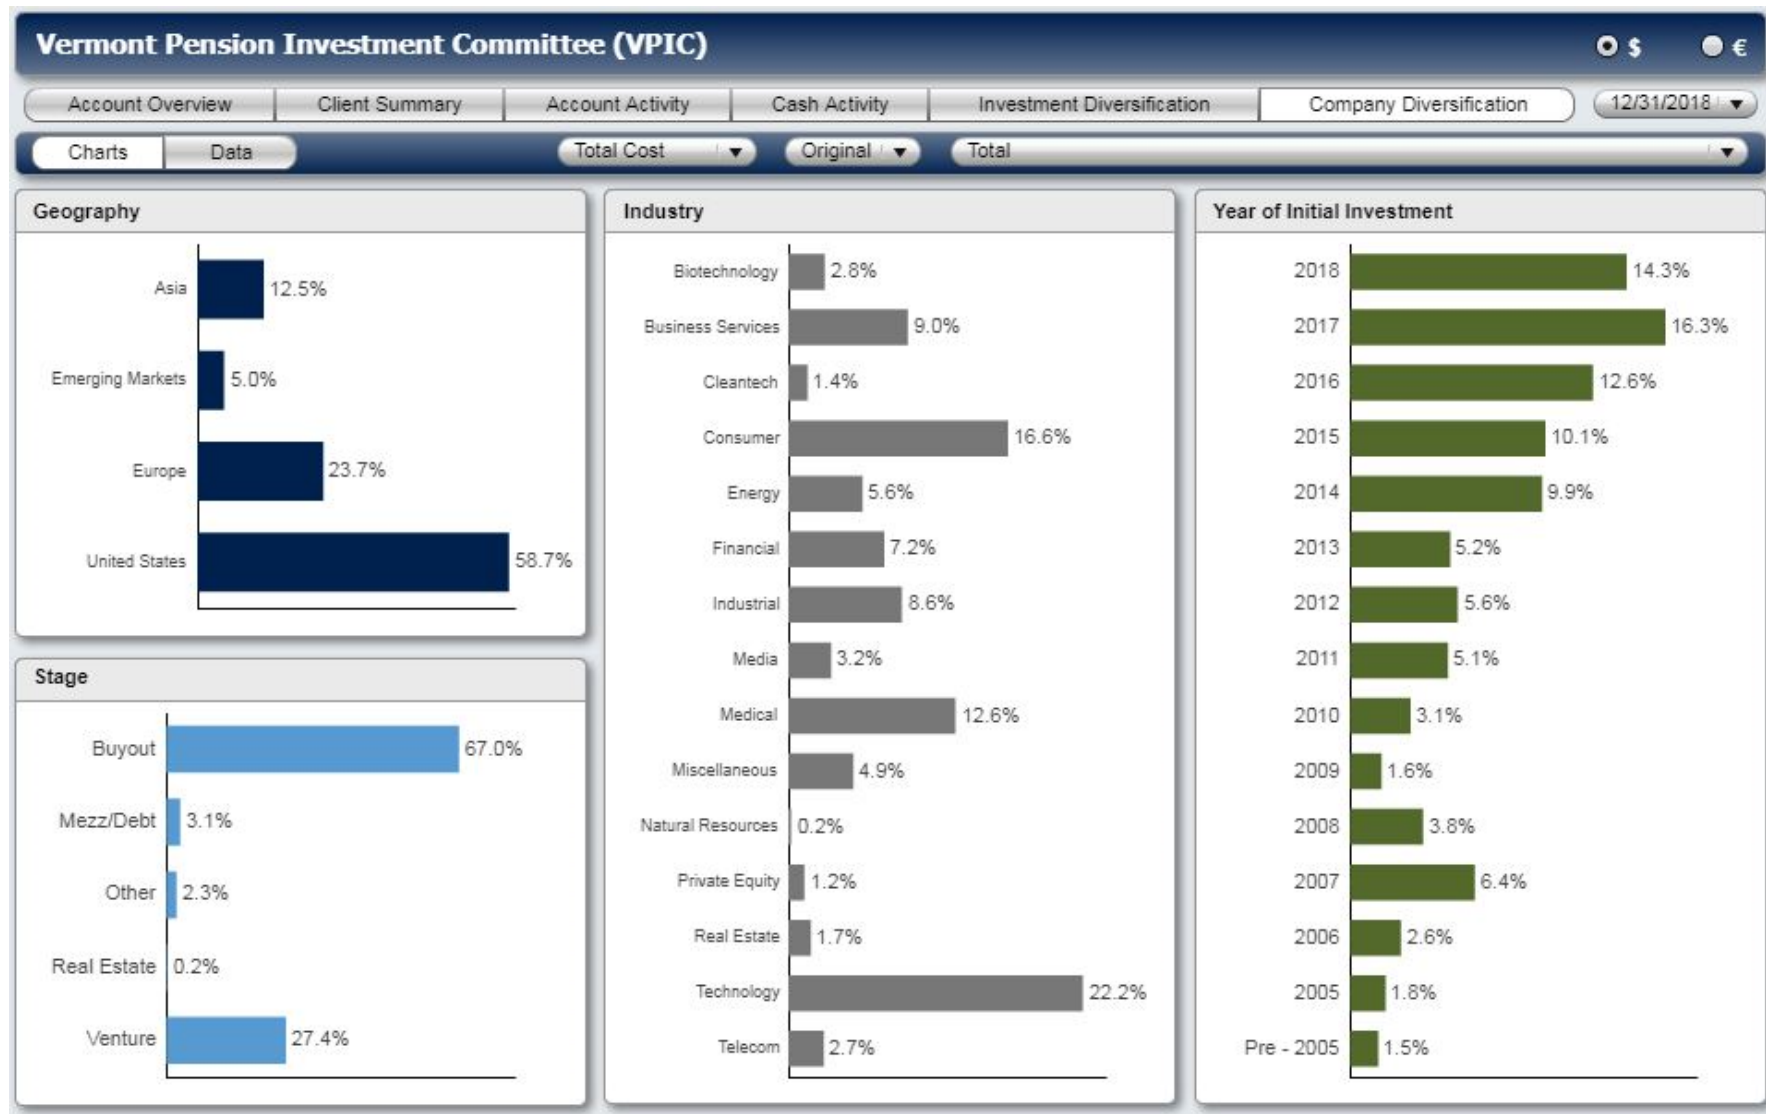 Vermont Pension Investment Committee (VPIC) $ €
Account Overview Client Summary Account Activity Cash Activity Investment Diversification Company Diversification 12/31/2018
Charts Data Total Cost Original Total
Geography
Asia 12.5%
Emerging Markets 5.0%
Europe 23.7%
United States 58.7%
Stage
Buyout 67.0%
Mezz/Debt 3.1%
Other 2.3%
Real Estate 0.2%
Venture 27.4%
Industry
Biotechnology 2.8%
Business Services 9.0%
Cleantech 1.4%
Consumer 16.6%
Energy 5.6%
Financial 7.2%
Industrial 8.6%
Media 3.2%
Medical 12.6%
Miscellaneous 4.9%
Natural Resources 0.2%
Private Equity 1.2%
Real Estate 1.7%
Technology 22.2%
Telecom 2.7%
Year of Initial Investment
2018 14.3%
2017 16.3%
2016 12.6%
2015 10.1%
2014 9.9%
2013 5.2%
2012 5.6%
2011 5.1%
2010 3.1%
2009 1.6%
2008 3.8%
2007 6.4%
2006 2.6%
2005 1.8%
Pre - 2005 1.5%